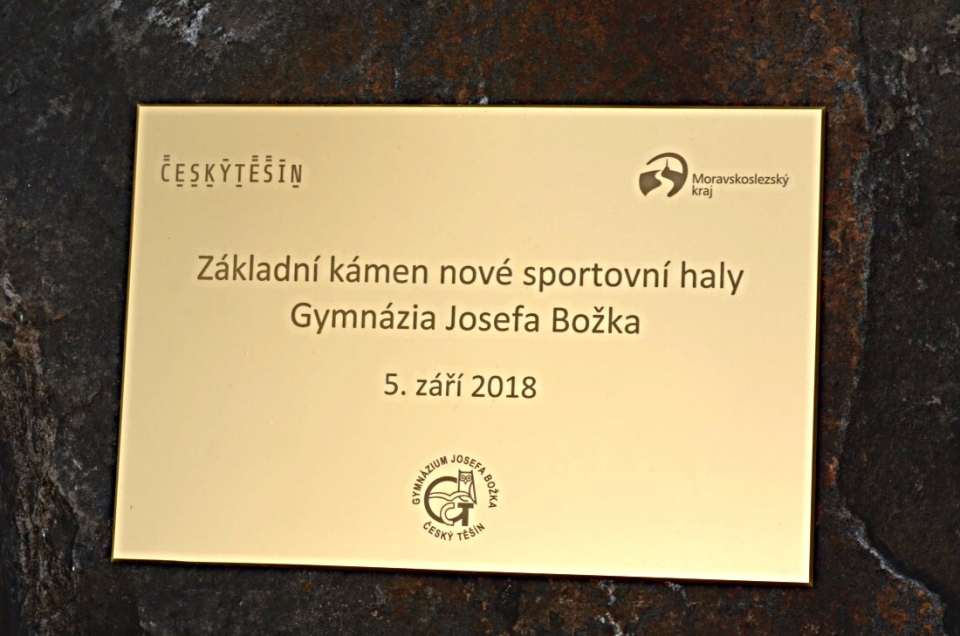 ČESKÝTĚŠÍN
Moravskoslezský
kraj
Základní kámen nové sportovní haly
Gymnázia Josefa Božka
5. září 2018
GYMNÁZIUM JOSEFA BOŽKA
GČT
ČESKÝ TĚŠÍN